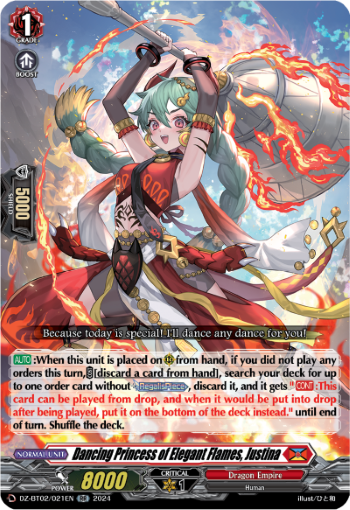 1
GRADE
BOOST
5000
SHIELD
Because today is special! I'll dance any dance for you!
AUTO :When this unit is placed on R from hand, if you did not play any
orders this turn, [discard a card from hand], search your deck for up
to one order card without RegalisPiece, discard it, and it gets "CONT :This
card can be played from drop, and when it would be put into drop
after being played, put it on the bottom of the deck instead." until end
of turn. Shuffle the deck.
NORMAL UNIT
Dancing Princess of Elegant Flames, Justina
POWER 8000
CRITICAL
1
Dragon Empire
Human
D DZ-BT02/021EN RR 2024
illust/ひと和